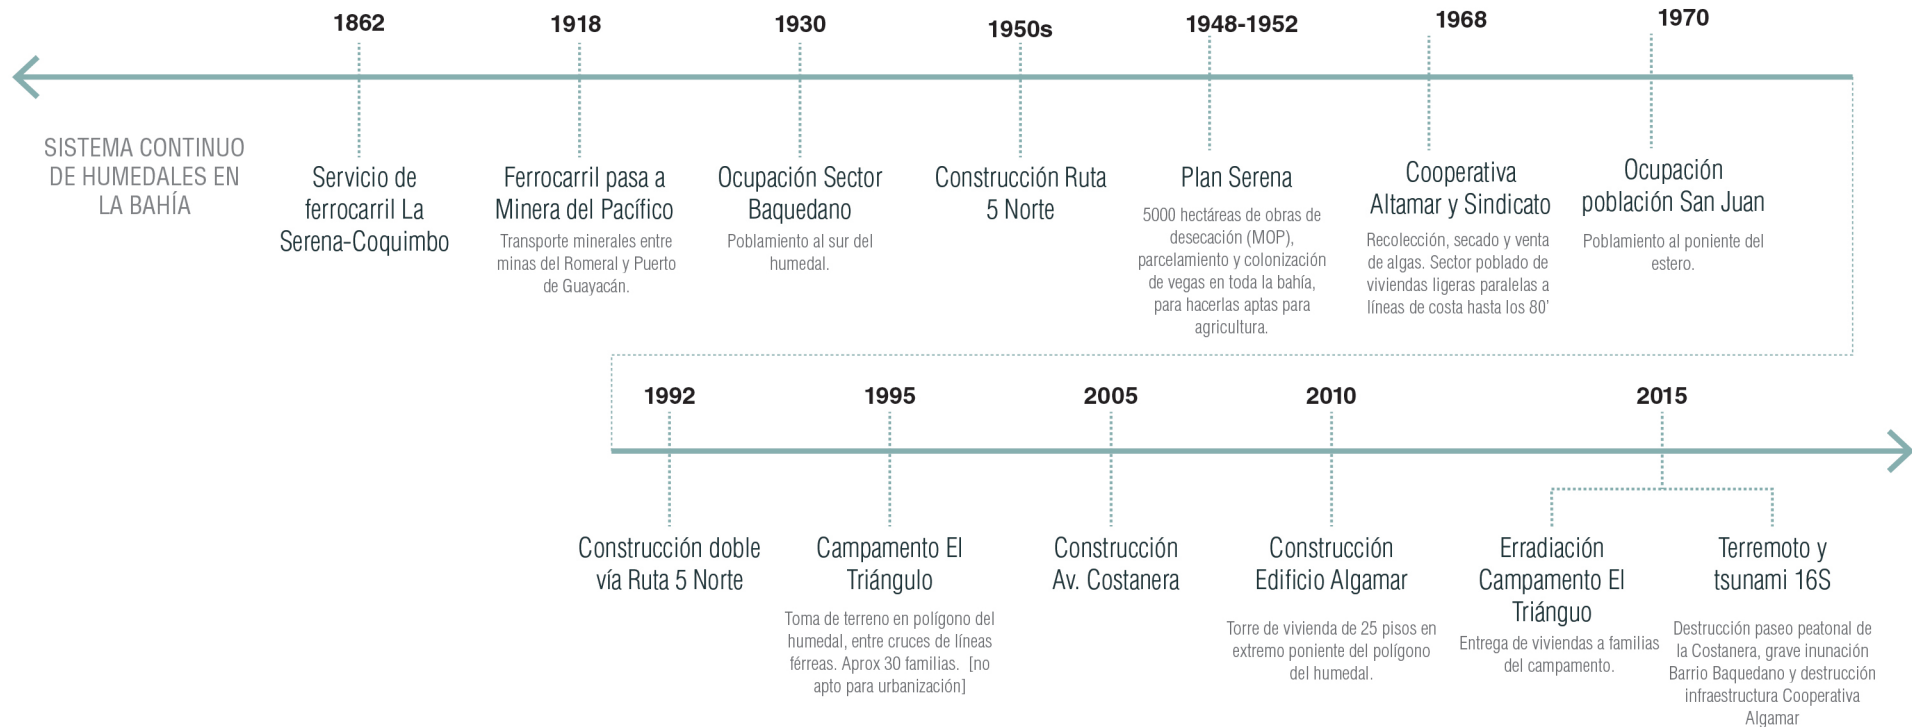 1862
1918
1930
1950s
1948-1952
1968
1970
SISTEMA CONTINUO
DE HUMEDALES EN
LA BAHÍA
Servicio de
ferrocarril La
Serena-Coquimbo
Ferrocarril pasa a
Minera del Pacífico
Transporte minerales entre
minas del Romeral y Puerto
de Guayacán.
Ocupación Sector
Baquedano
Poblamiento al sur del
humedal.
Construcción Ruta
5 Norte
Plan Serena
5000 hectáreas de obras de
desecación (MOP),
parcelamiento y colonización
de vegas en toda la bahía,
para hacerlas aptas para
agricultura.
Cooperativa
Altamar y Sindicato
Recolección, secado y venta
de algas. Sector poblado de
viviendas ligeras paralelas a
líneas de costa hasta los 80'
Ocupación
población San Juan
Poblamiento al poniente del
estero.
1992
1995
2005
2010
2015
Construcción doble
vía Ruta 5 Norte
Campamento El
Triángulo
Toma de terreno en polígono del
humedal, entre cruces de líneas
férreas. Aprox 30 familias. [no
apto para urbanización]
Construcción
Av. Costanera
Construcción
Edificio Algamar
Torre de vivienda de 25 pisos en
extremo poniente del polígono
del humedal.
Erradiación
Campamento El
Triánguo
Entrega de viviendas a familias
del campamento.
Terremoto y
tsunami 16S
Destrucción paseo peatonal de
la Costanera, grave inunación
Barrio Baquedano y destrucción
infraestructura Cooperativa
Algamar